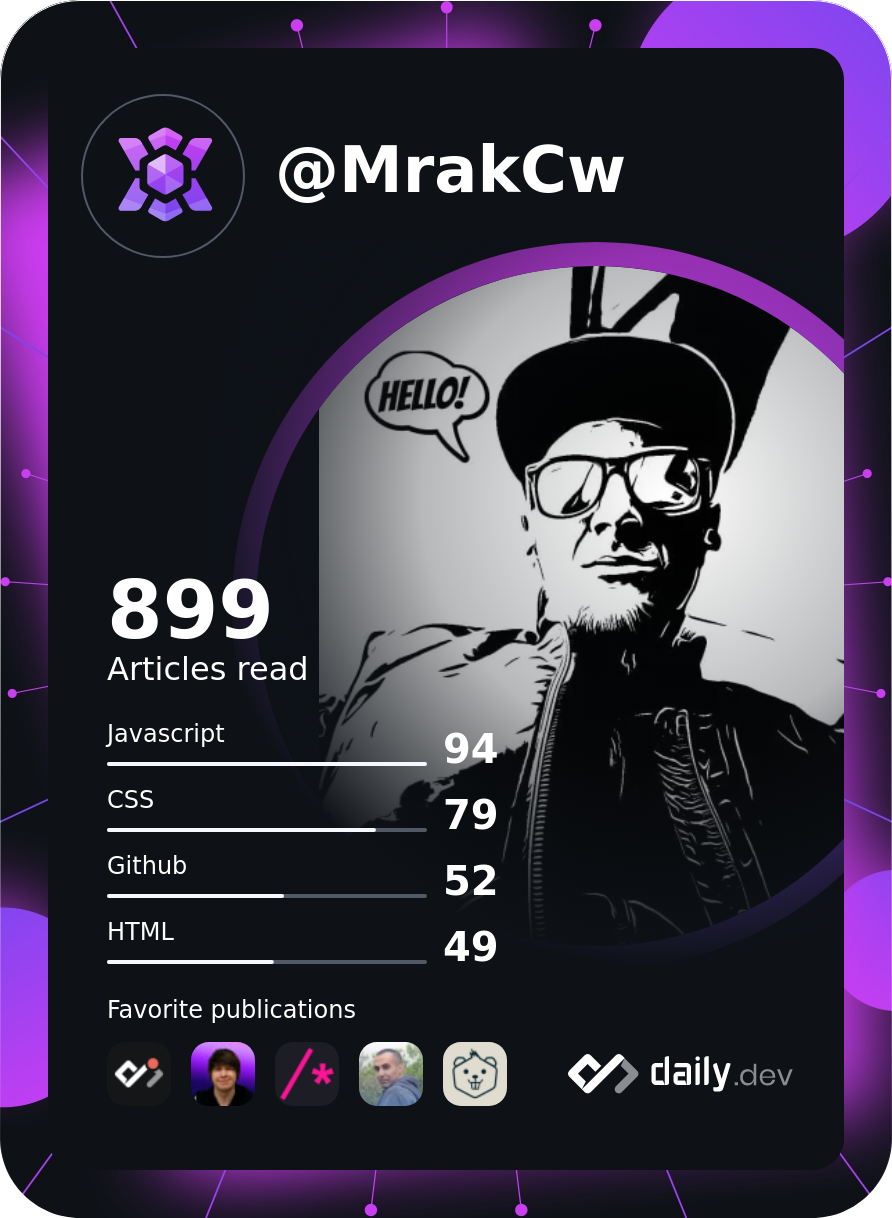 @MrakCw
HELLO!
899
Articles read
Javascript
94
CSS
79
Github
52
HTML
49
Favorite publications
daily.dev